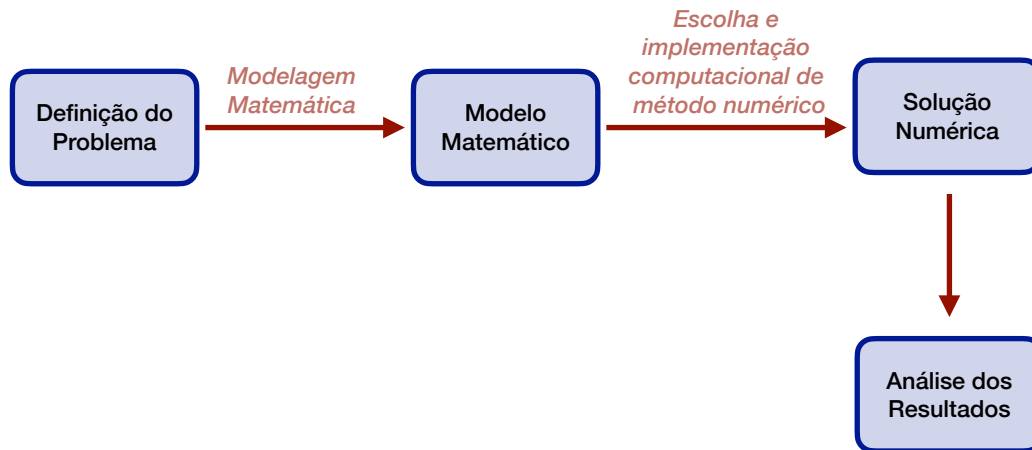 Definição do
Problema
Modelagem
Matemática
Modelo
Matemático
Escolha e
implementação
computacional de
método numérico
Solução
Numérica
Análise dos
Resultados